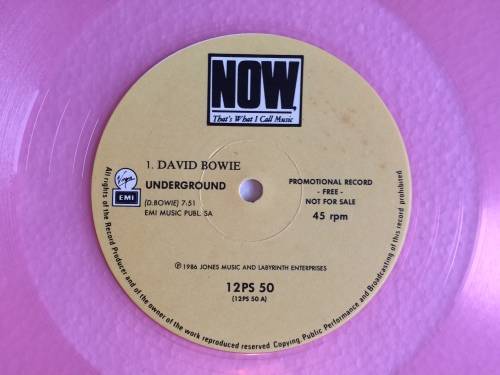 NOW,
That's What I Call Music
1. DAVID BOWIE
UNDERGROUND
(D.BOWIE) 7:51
EMI MUSIC PUBL. SA
Virgin
EMI
PROMOTIONAL RECORD
- FREE -
NOT FOR SALE
45 rpm
℗ 1986 JONES MUSIC AND LABYRINTH ENTERPRISES
12PS 50
(12PS 50 A)
All rights of the Record Producer and of the owner of the work reproduced reserved. Copying, Public Performance and Broadcasting of this record prohibited